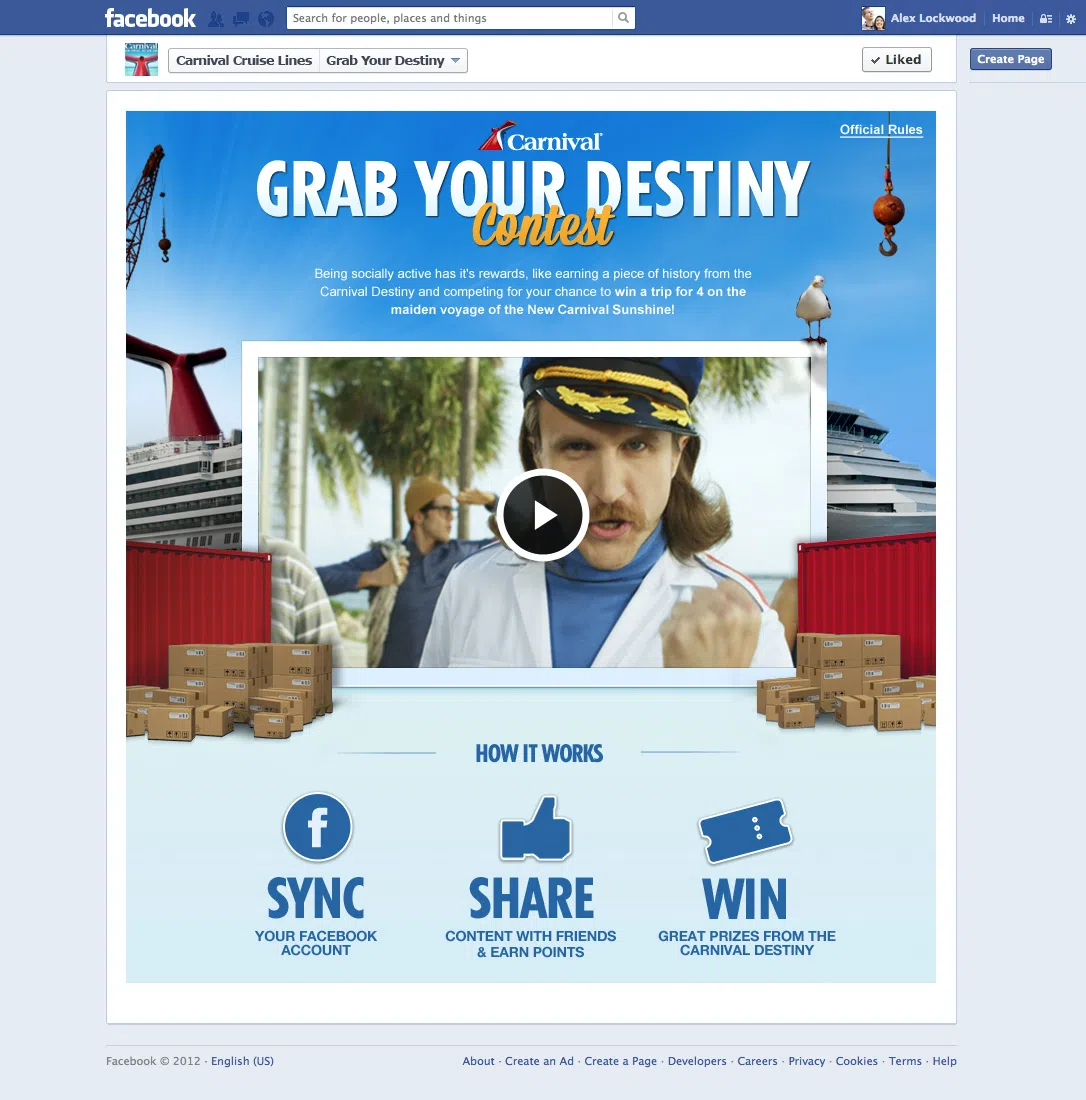 facebook
Search for people, places and things
Alex Lockwood
Home
Carnival
Carnival Cruise Lines
Grab Your Destiny
✓ Liked
Create Page
Official Rules
Carnival
GRAB YOUR DESTINY
Contest
Being socially active has it's rewards, like earning a piece of history from the
Carnival Destiny and competing for your chance to win a trip for 4 on the
maiden voyage of the New Carnival Sunshine!
HOW IT WORKS
f
SYNC
YOUR FACEBOOK
ACCOUNT
SHARE
CONTENT WITH FRIENDS
& EARN POINTS
WIN
GREAT PRIZES FROM THE
CARNIVAL DESTINY
Facebook © 2012 · English (US)
About · Create an Ad · Create a Page · Developers · Careers · Privacy · Cookies · Terms · Help